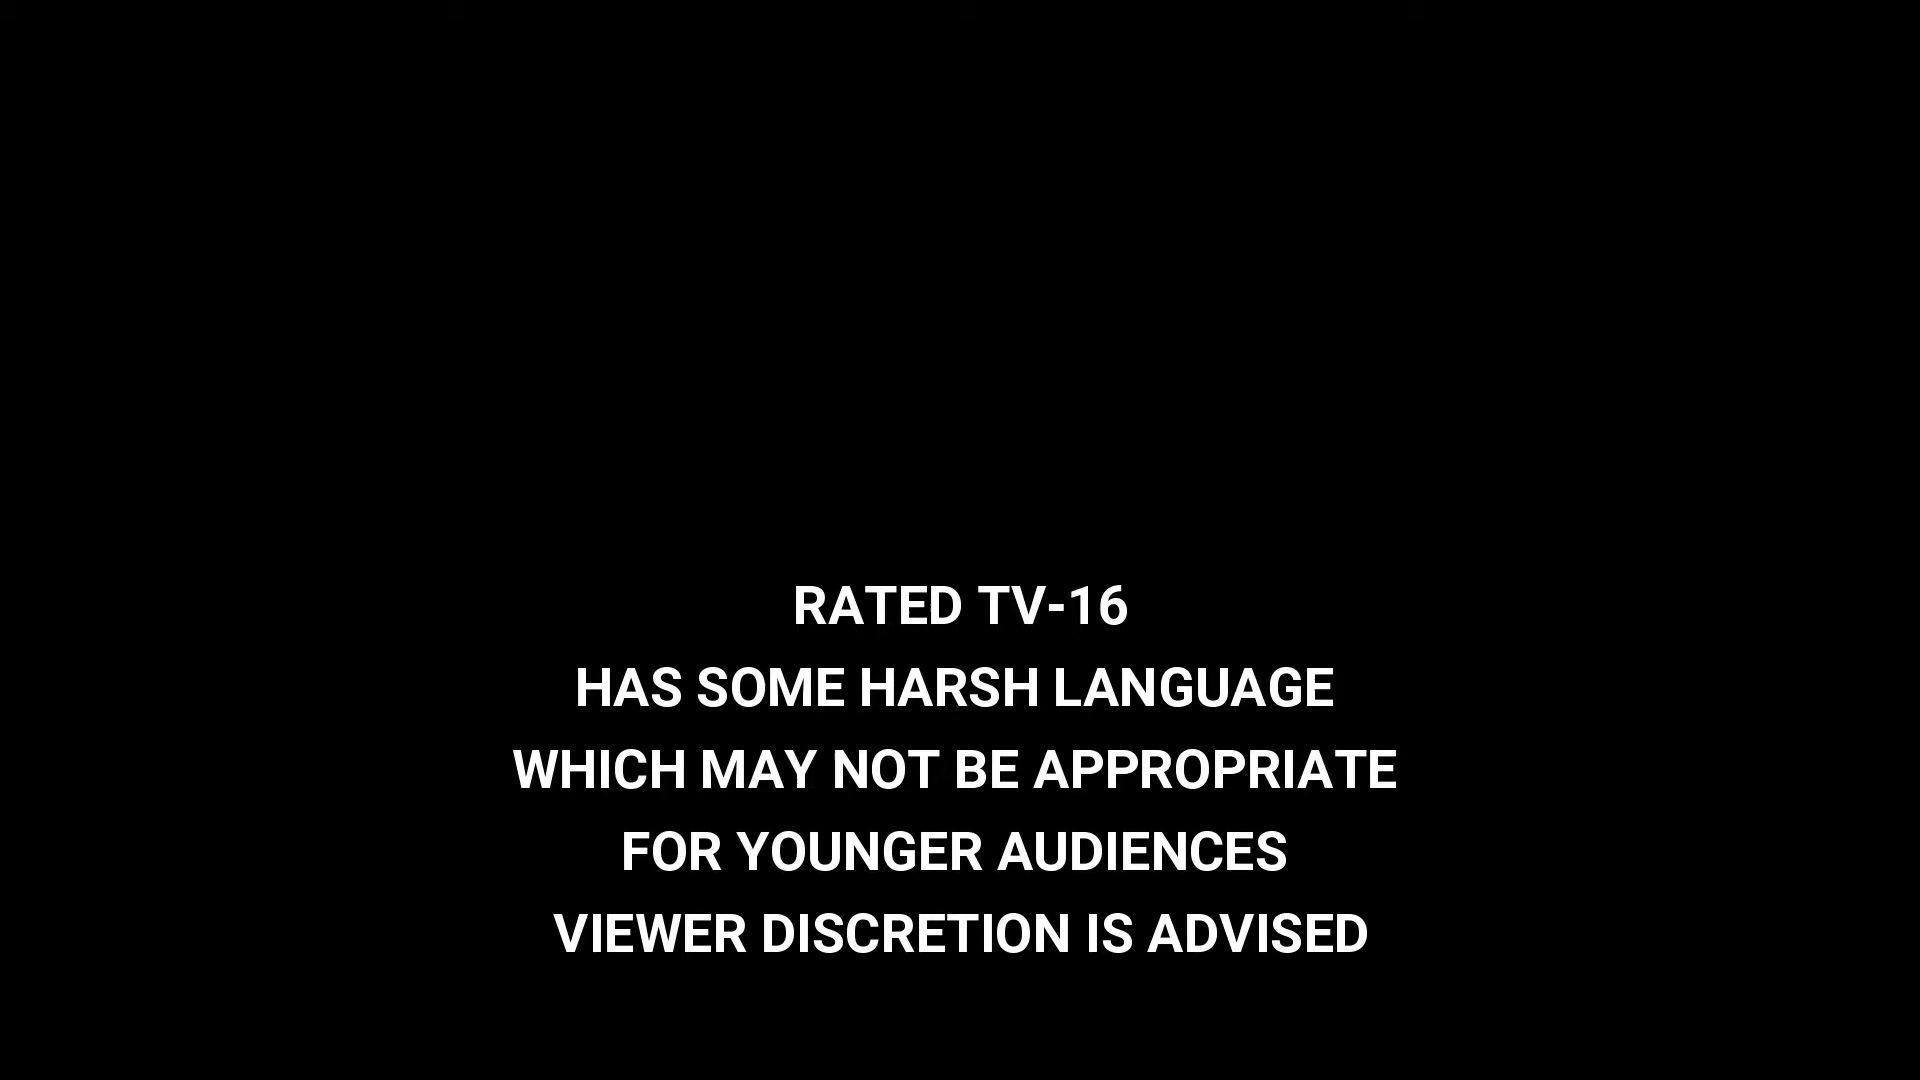 RATED TV-16
HAS SOME HARSH LANGUAGE
WHICH MAY NOT BE APPROPRIATE
FOR YOUNGER AUDIENCES
VIEWER DISCRETION IS ADVISED